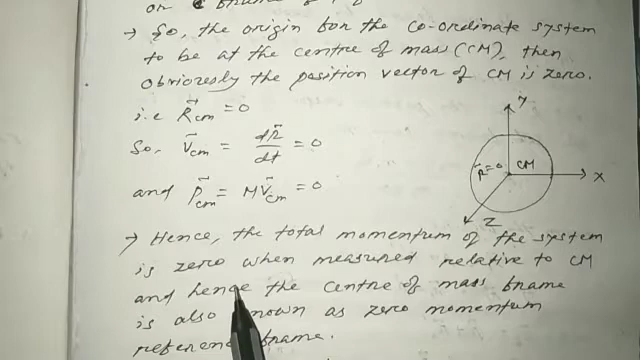 → So, the origin for the co-ordinate system
to be at the centre of mass (CM), then
obviously the position vector of CM is zero.
i.e R⃗cm = 0
So, V⃗cm = dR⃗/dt = 0
and P⃗cm = MV⃗cm = 0
Y
R⃗=0 CM
X
Z
→ Hence, the total momentum of the system
is zero when measured relative to CM
and hence the centre of mass frame
is also known as zero momentum
frame.